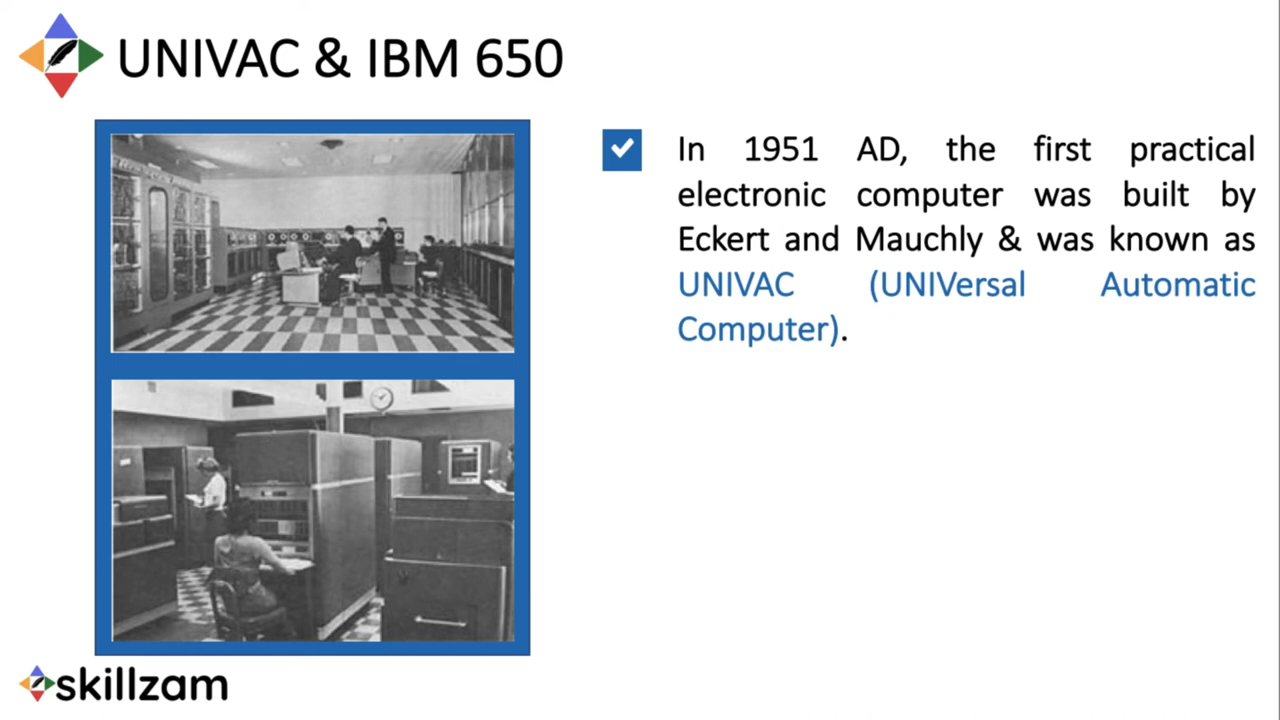 UNIVAC & IBM 650
In 1951 AD, the first practical
electronic computer was built by
Eckert and Mauchly & was known as
UNIVAC (UNIVersal Automatic
Computer).
skillzam